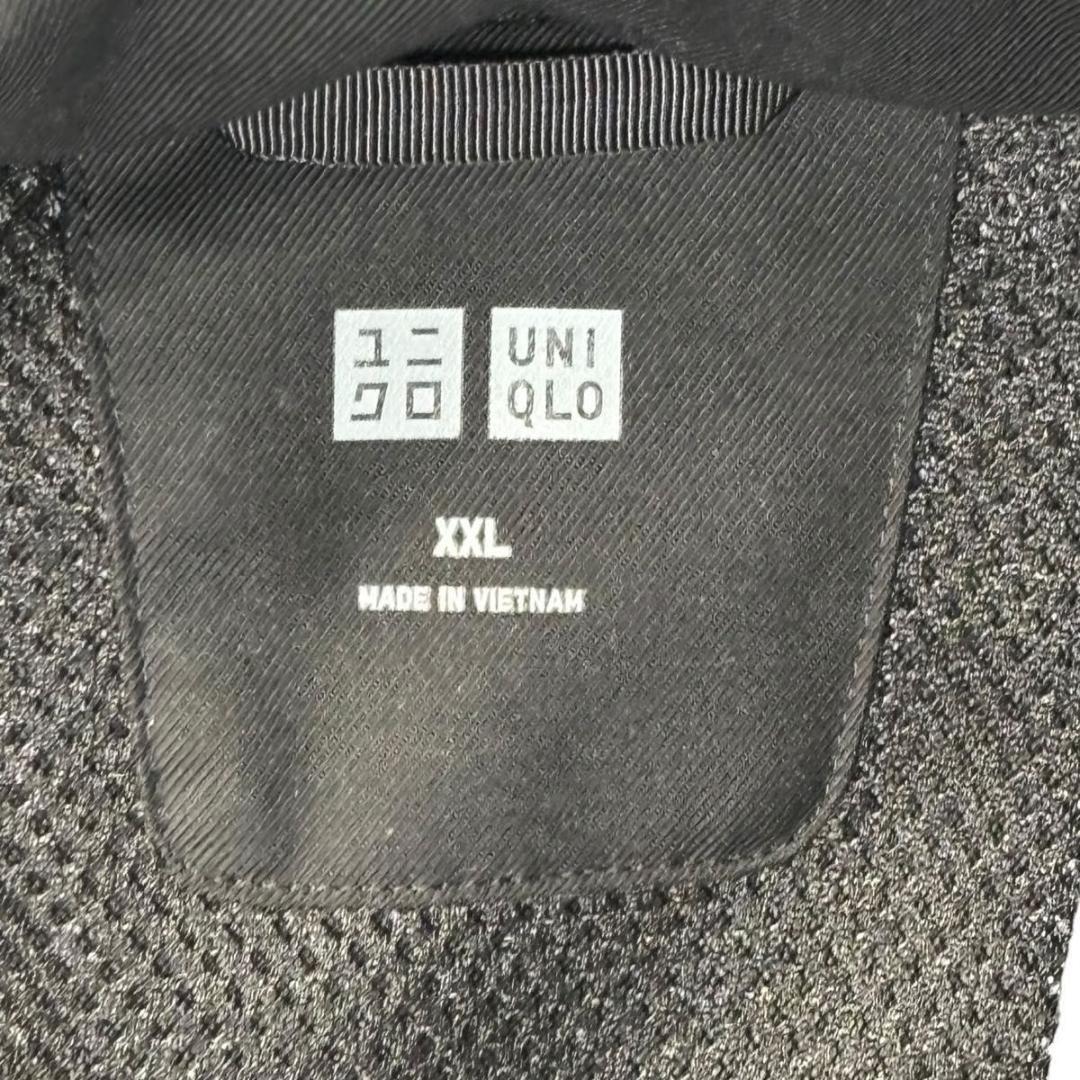 ユニ UNI
クロ QLO
XXL
MADE IN VIETNAM